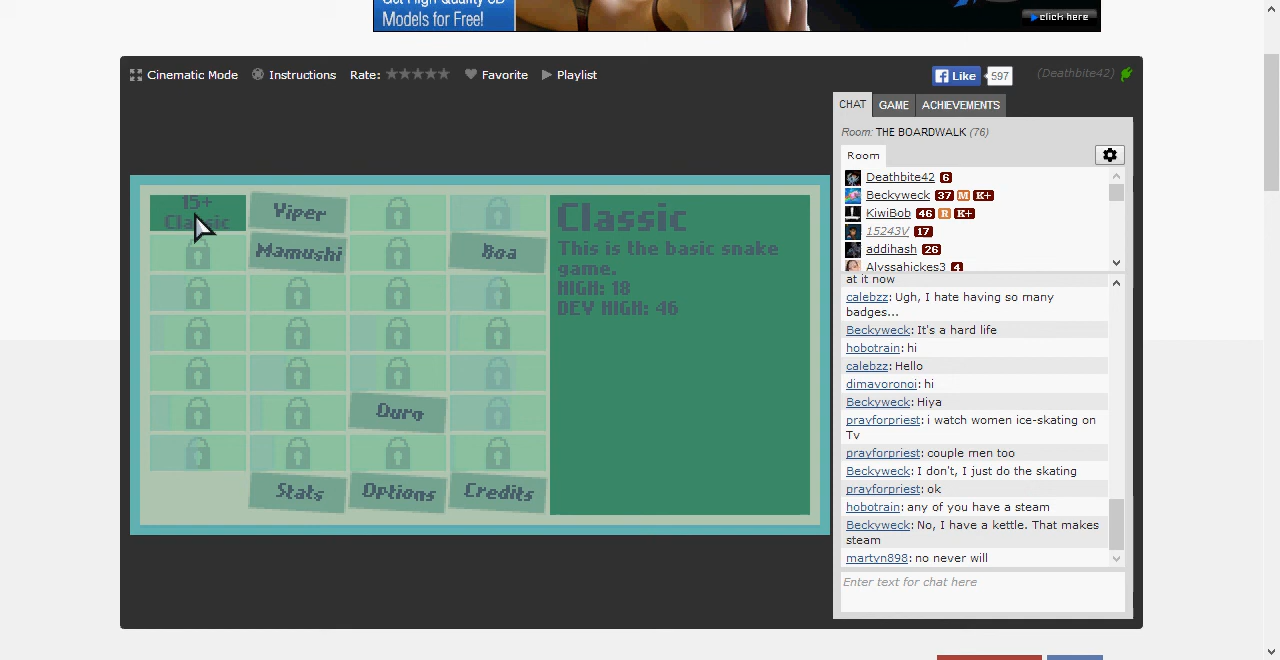 Get High Quality 3D
Models for Free!
click here
Cinematic Mode
Instructions
Rate:
Favorite
Playlist
Like
597
(Deathbite42)
CHAT
GAME
ACHIEVEMENTS
Room: THE BOARDWALK (76)
Room
Deathbite42 6
Beckyweck 37 M K+
KiwiBob 46 R K+
15243V 17
addihash 26
Alyssahickes3 4
at it now
calebzz: Ugh, I hate having so many
badges...
Beckyweck: It's a hard life
hobotrain: hi
calebzz: Hello
dimavoronoi: hi
Beckyweck: Hiya
prayforpriest: i watch women ice-skating on
Tv
prayforpriest: couple men too
Beckyweck: I don't, I just do the skating
prayforpriest: ok
hobotrain: any of you have a steam
Beckyweck: No, I have a kettle. That makes
steam
martyn898: no never will
Enter text for chat here
15+
Classic
Viper
Mamushi
Boa
Duro
Stats
Options
Credits
Classic
This is the basic snake
game.
HIGH: 18
DEV HIGH: 46